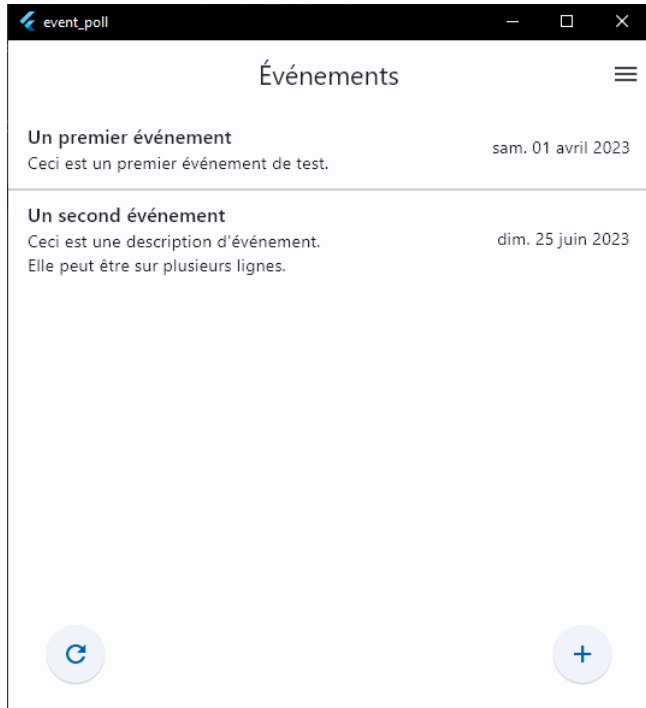 event_poll
Événements
Un premier événement
Ceci est un premier événement de test.
sam. 01 avril 2023
Un second événement
Ceci est une description d'événement.
Elle peut être sur plusieurs lignes.
dim. 25 juin 2023